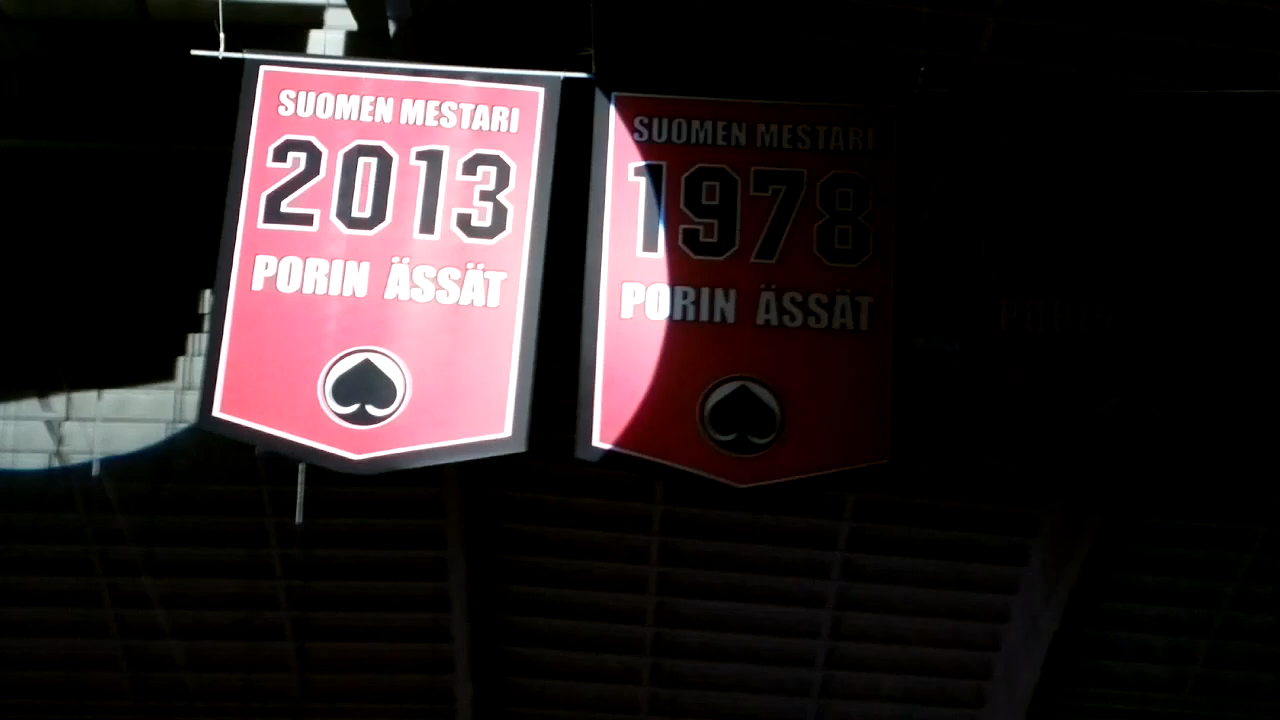 SUOMEN MESTARI
2013
PORIN ÄSSÄT
SUOMEN MESTARI
1978
PORIN ÄSSÄT